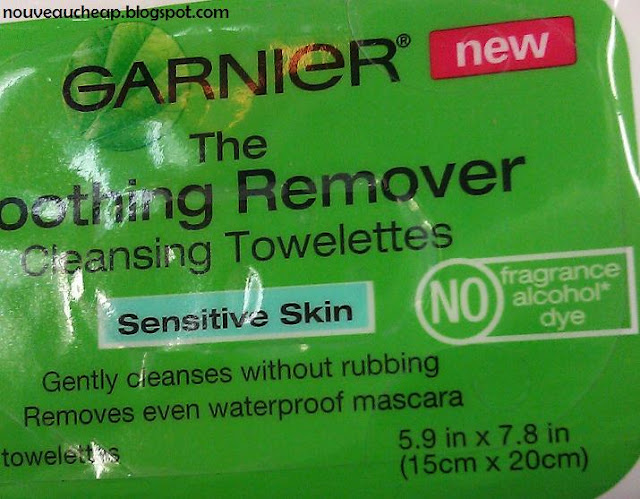 nouveaucheap.blogspot.com
GARNIER®
new
The
oothing Remover
Cleansing Towelettes
Sensitive Skin
NO
fragrance
alcohol*
dye
Gently cleanses without rubbing
Removes even waterproof mascara
towelettes
5.9 in x 7.8 in
(15cm x 20cm)